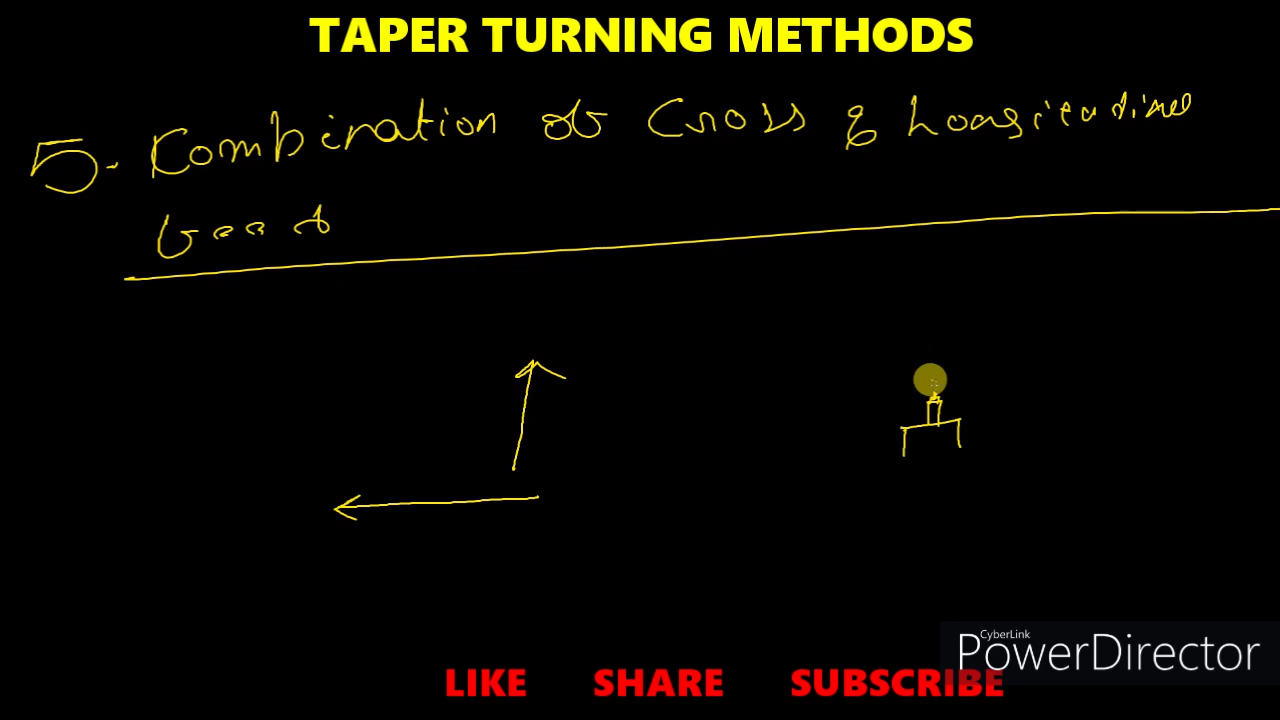 TAPER TURNING METHODS
5. Combination of Cross & Longitudinal
feed
CyberLink
PowerDirector
LIKE SHARE SUBSCRIBE